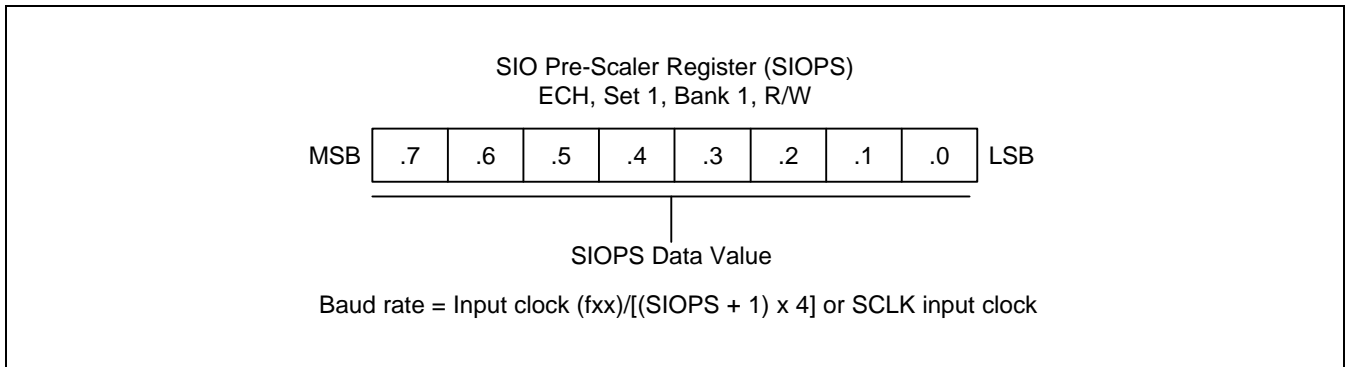 SIO Pre-Scaler Register (SIOPS)
ECH, Set 1, Bank 1, R/W
MSB .7 .6 .5 .4 .3 .2 .1 .0 LSB
SIOPS Data Value
Baud rate = Input clock (fxx)/[(SIOPS + 1) x 4] or SCLK input clock